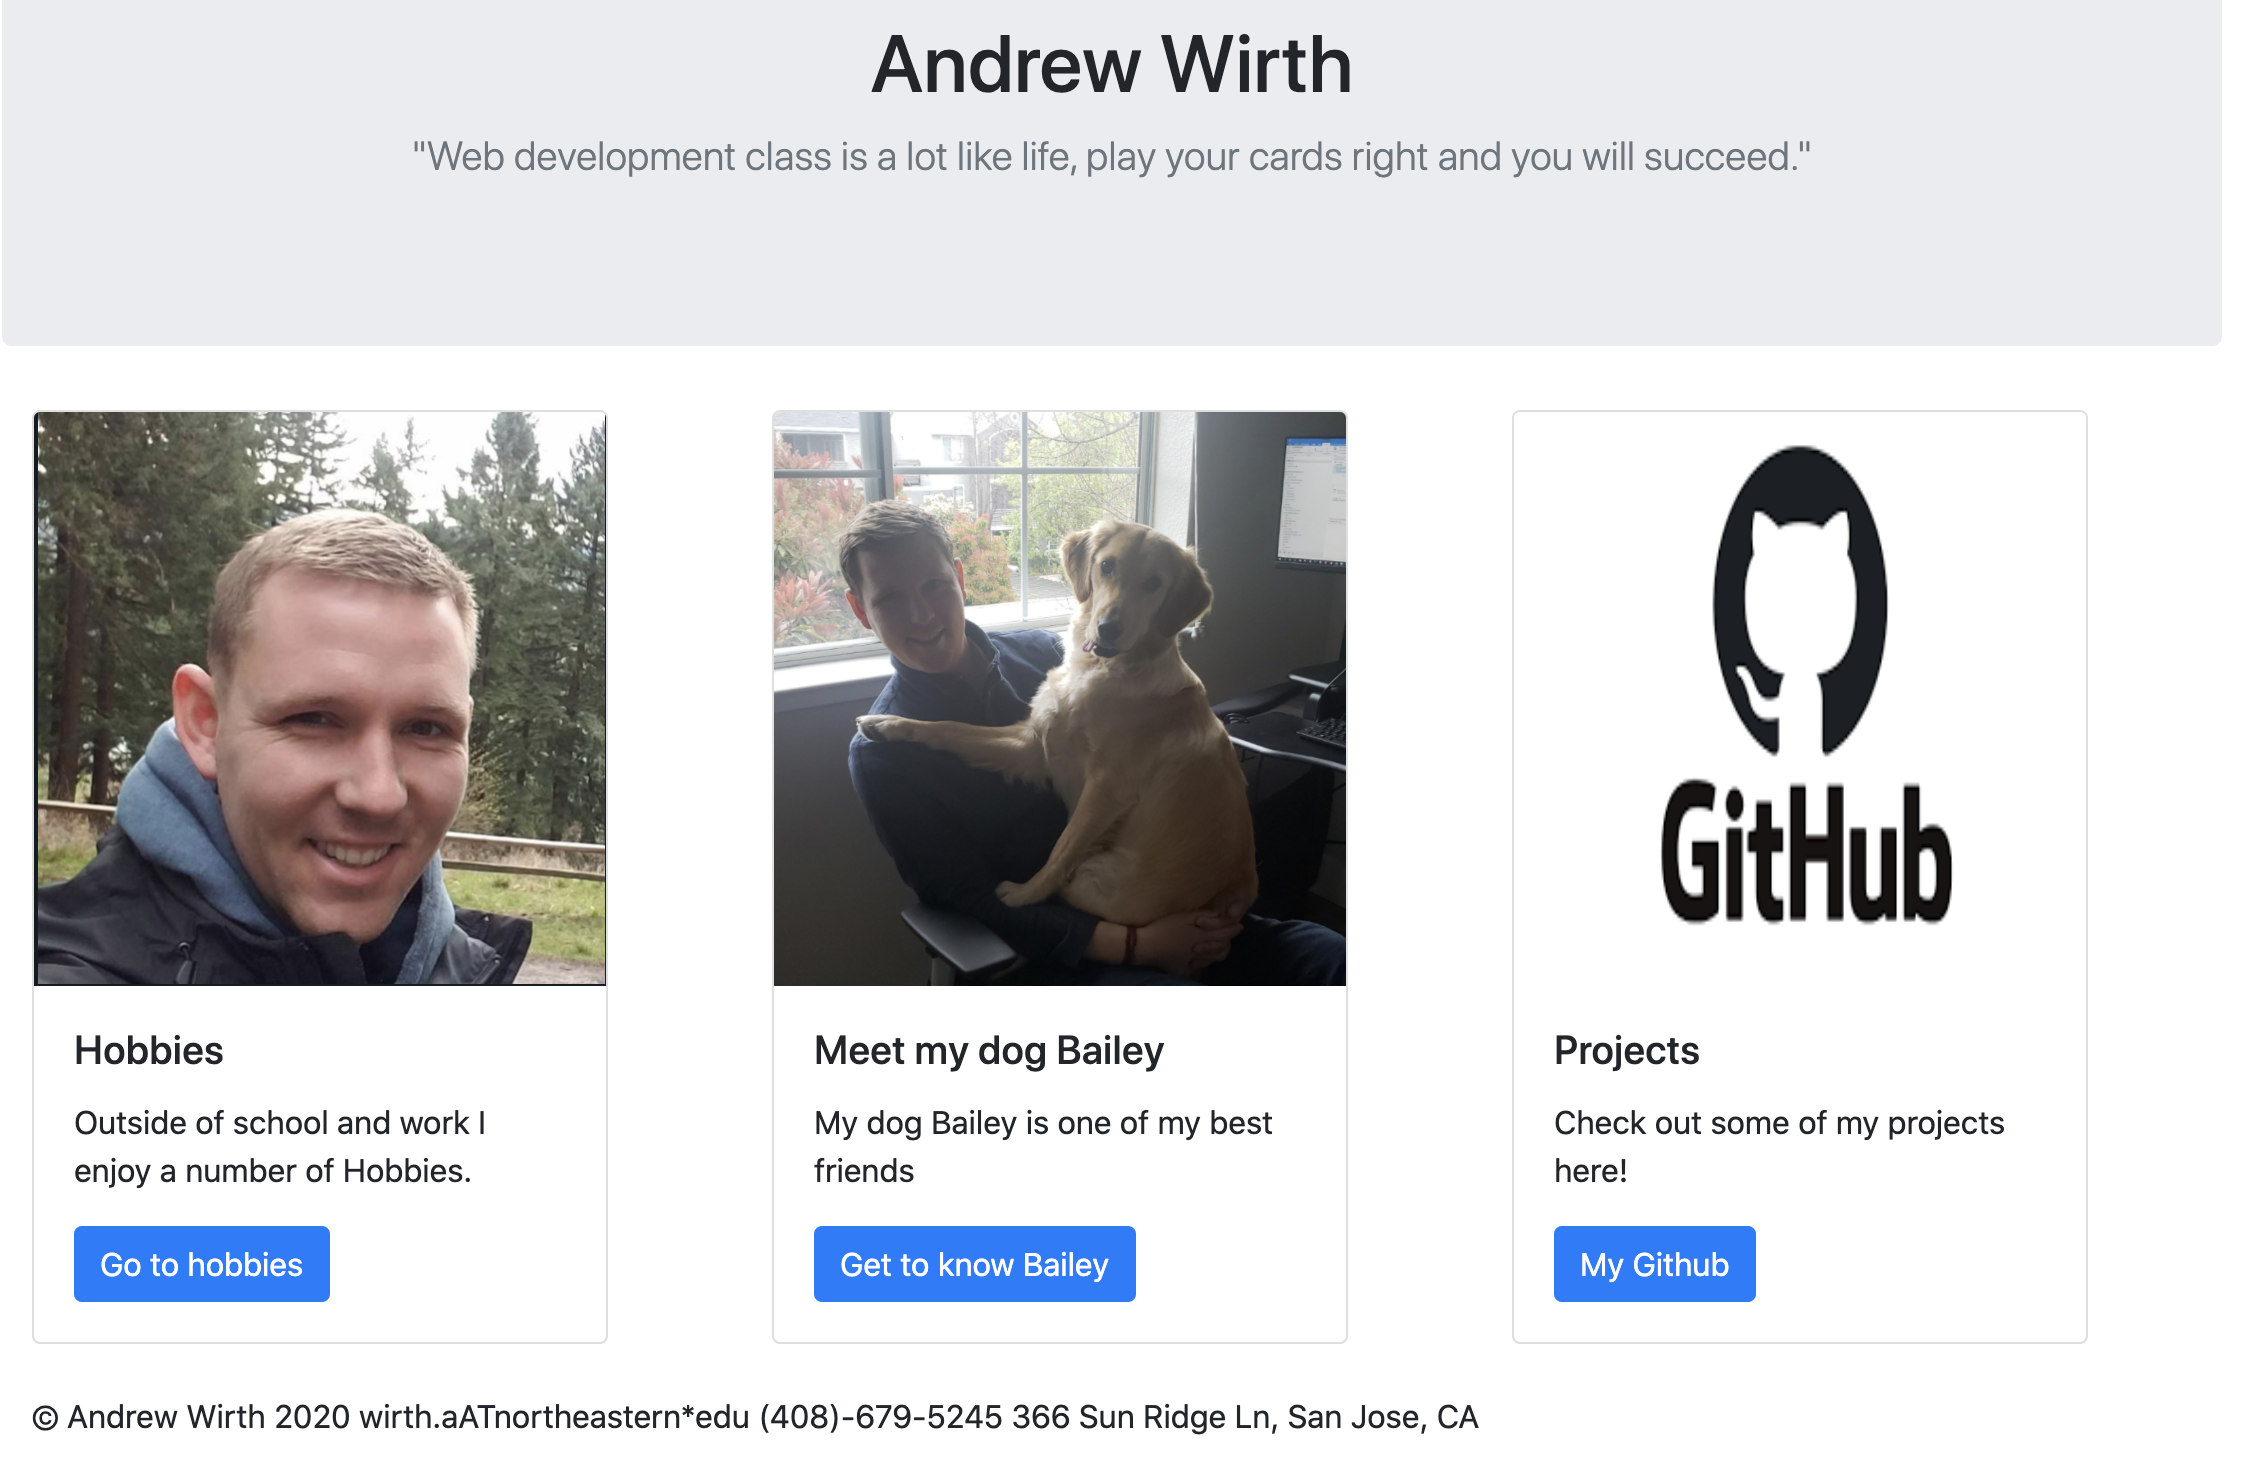 Andrew Wirth
"Web development class is a lot like life, play your cards right and you will succeed."
GitHub
Hobbies
Outside of school and work I
enjoy a number of Hobbies.
Go to hobbies
Meet my dog Bailey
My dog Bailey is one of my best
friends
Get to know Bailey
Projects
Check out some of my projects
here!
My Github
© Andrew Wirth 2020 wirth.aATnortheastern*edu (408)-679-5245 366 Sun Ridge Ln, San Jose, CA